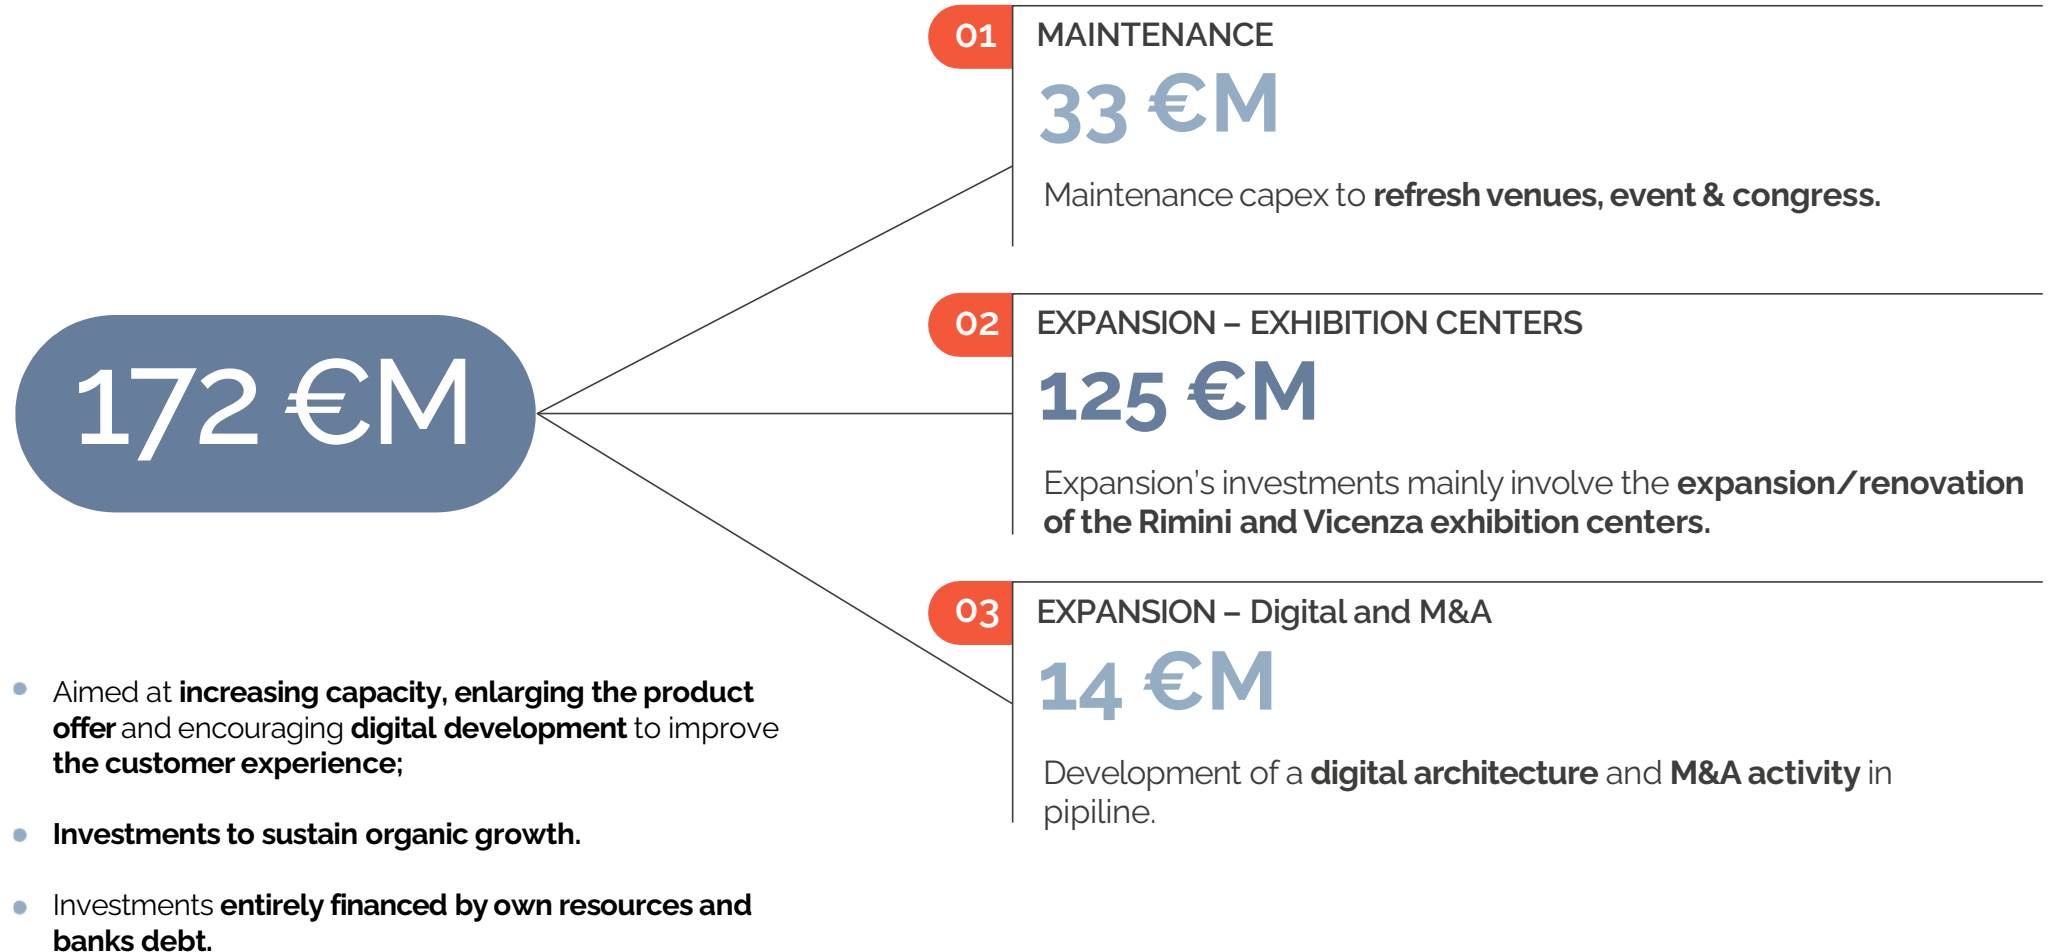 172 €M
Aimed at increasing capacity, enlarging the product
offer and encouraging digital development to improve
the customer experience;
Investments to sustain organic growth.
Investments entirely financed by own resources and
banks debt.
01
MAINTENANCE
33 €M
Maintenance capex to refresh venues, event & congress.
02
EXPANSION – EXHIBITION CENTERS
125 €M
Expansion’s investments mainly involve the expansion/renovation
of the Rimini and Vicenza exhibition centers.
03
EXPANSION – Digital and M&A
14 €M
Development of a digital architecture and M&A activity in
pipiline.